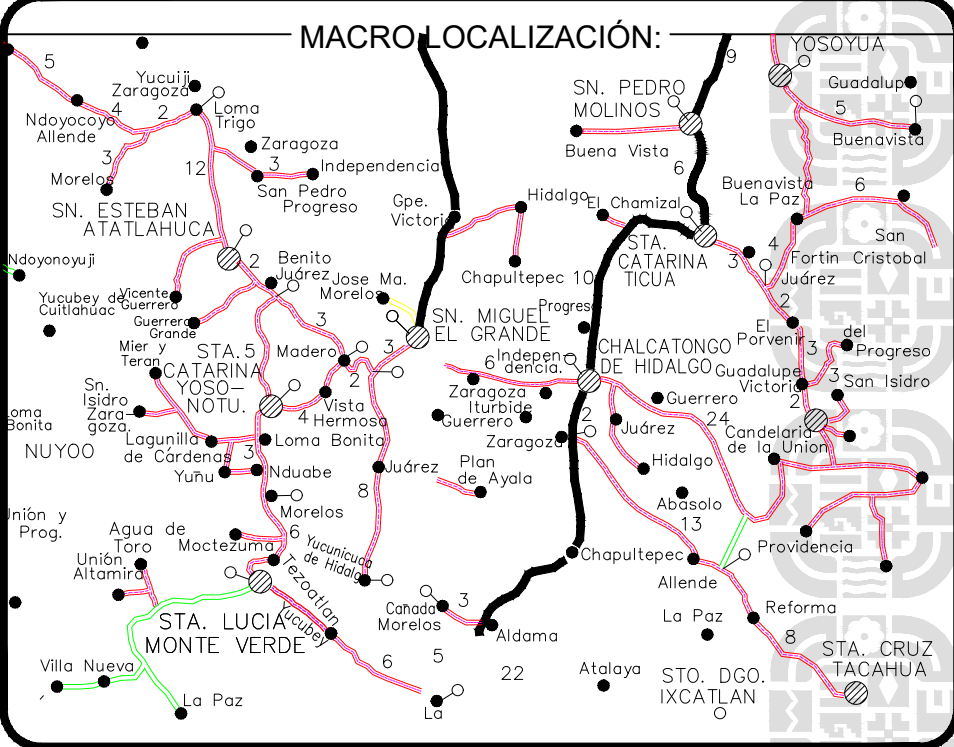 MACRO LOCALIZACIÓN:
YOSOYUA
9
5
Yucuiji
Zaragoza
SN. PEDRO
MOLINOS
Guadalup
Ndoyocoyo
Allende
4
2
Loma
Trigo
5
Buenavista
3
12
Zaragoza
3
Independencia
Buena Vista
6
Morelos
San Pedro
Progreso
Buenavista
La Paz
6
SN. ESTEBAN
ATATLAHUCA
Gpe.
Victoria
Hidalgo
El Chamizal
San
Cristobal
Ndoyonoyuji
2
Benito
Juárez
Jose Ma.
Morelos
Chapultepec
10
STA.
CATARINA
TICUA
3
4
Fortin
Juárez
Yucubey de
Cuitlahuac
Vicente
Guerrero
Guerrero
Grande
3
SN. MIGUEL
EL GRANDE
Progreso
2
El
Porvenir
del
Progreso
3
Mier y
Teran
STA.
5
CATARINA
YOSO-
NOTU.
Madero
3
2
6
Indepen-
dencia.
CHALCATONGO
DE HIDALGO
Guadalupe
Victoria
3
San Isidro
Sn.
Isidro
Zara-
goza.
4
Vista
Hermosa
Zaragoza
Iturbide
Guerrero
Guerrero
24
2
Loma
Bonita
NUYOO
Lagunilla
de Cárdenas
Loma Bonita
Zaragoza
2
Juárez
Candelaria
de la Union
Yuñu
3
Nduabe
Juárez
Plan
de Ayala
Hidalgo
Morelos
8
Abasolo
13
Unión y
Prog.
Agua de
Toro
Moctezuma
6
Yucunicuca
de Hidalgo
Providencia
Unión
Altamira
Tezoatlan
Chapultepec
Allende
STA. LUCIA
MONTE VERDE
Yucubey
Cañada
Morelos
3
Aldama
La Paz
Reforma
8
Villa Nueva
6
5
22
Atalaya
STO. DGO.
IXCATLAN
STA. CRUZ
TACAHUA
La Paz
La